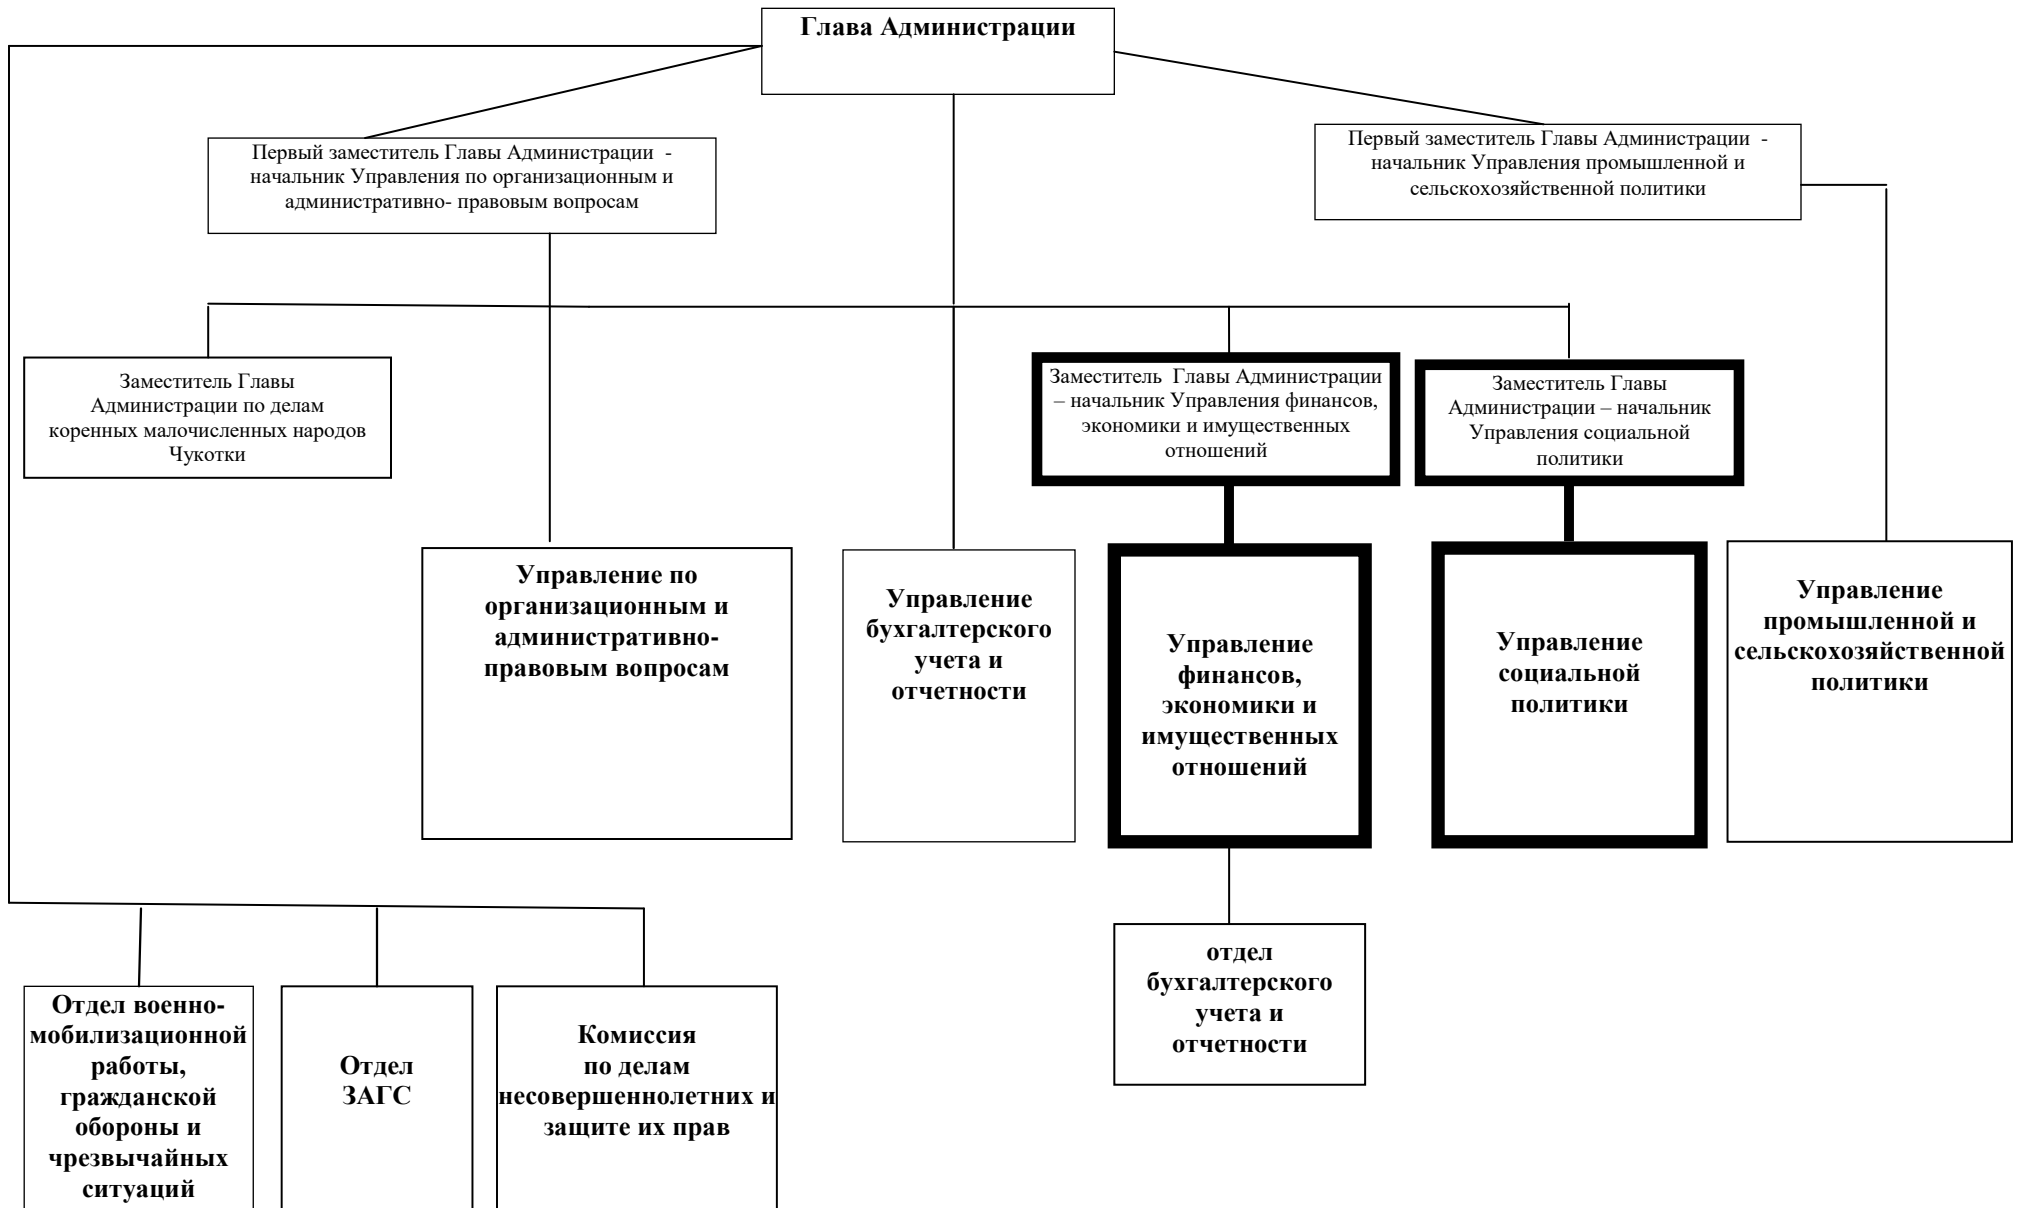 Глава Администрации
Первый заместитель Главы Администрации -
начальник Управления по организационным и
административно- правовым вопросам
Первый заместитель Главы Администрации -
начальник Управления промышленной и
сельскохозяйственной политики
Заместитель Главы
Администрации по делам
коренных малочисленных народов
Чукотки
Заместитель Главы Администрации
– начальник Управления финансов,
экономики и имущественных
отношений
Заместитель Главы
Администрации – начальник
Управления социальной
политики
Управление по
организационным и
административно-
правовым вопросам
Управление
бухгалтерского
учета и
отчетности
Управление
финансов,
экономики и
имущественных
отношений
Управление
социальной
политики
Управление
промышленной и
сельскохозяйственной
политики
отдел
бухгалтерского
учета и
отчетности
Отдел военно-
мобилизационной
работы,
гражданской
обороны и
чрезвычайных
ситуаций
Отдел
ЗАГС
Комиссия
по делам
несовершеннолетних и
защите их прав